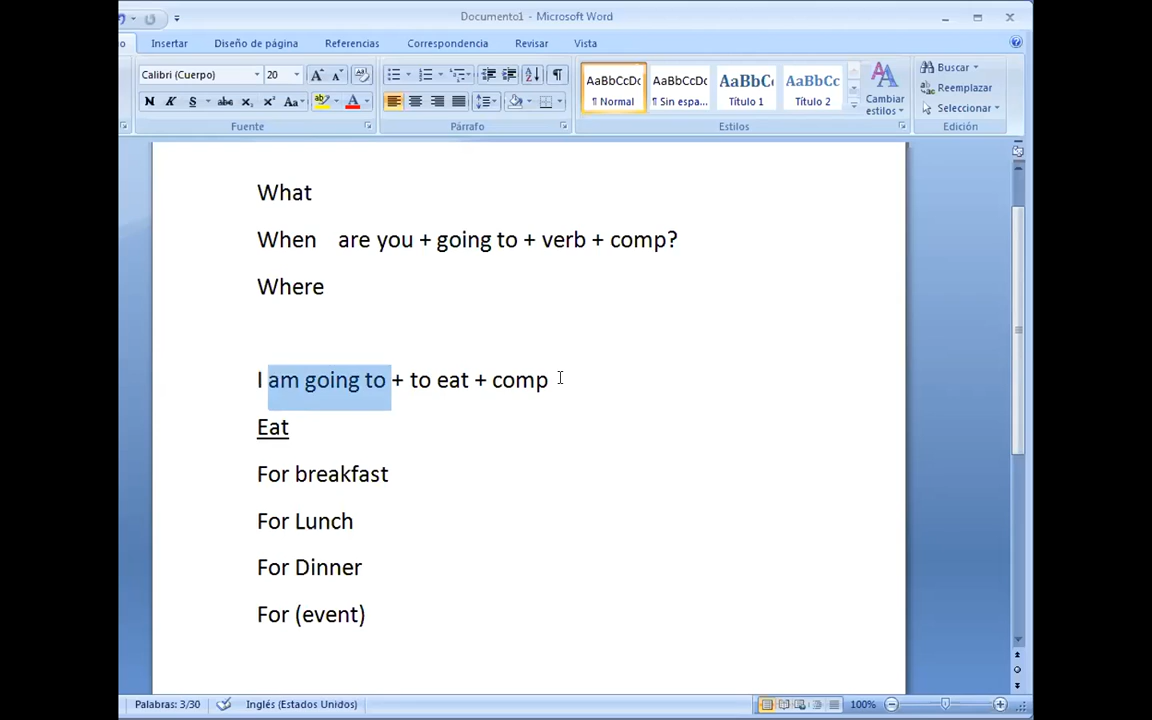 Documento1 - Microsoft Word
o Insertar Diseño de página Referencias Correspondencia Revisar Vista
Calibri (Cuerpo) 20 A A Aa
N K S abc x₂ x² Aa A
Fuente Párrafo Estilos Edición
AaBbCcDc AaBbCcDc AaBbC AaBbCc
¶ Normal ¶ Sin espa... Título 1 Título 2
Cambiar
estilos
Buscar
Reemplazar
Seleccionar
What
When are you + going to + verb + comp?
Where
I am going to + to eat + comp
Eat
For breakfast
For Lunch
For Dinner
For (event)
Palabras: 3/30 Inglés (Estados Unidos) 100%